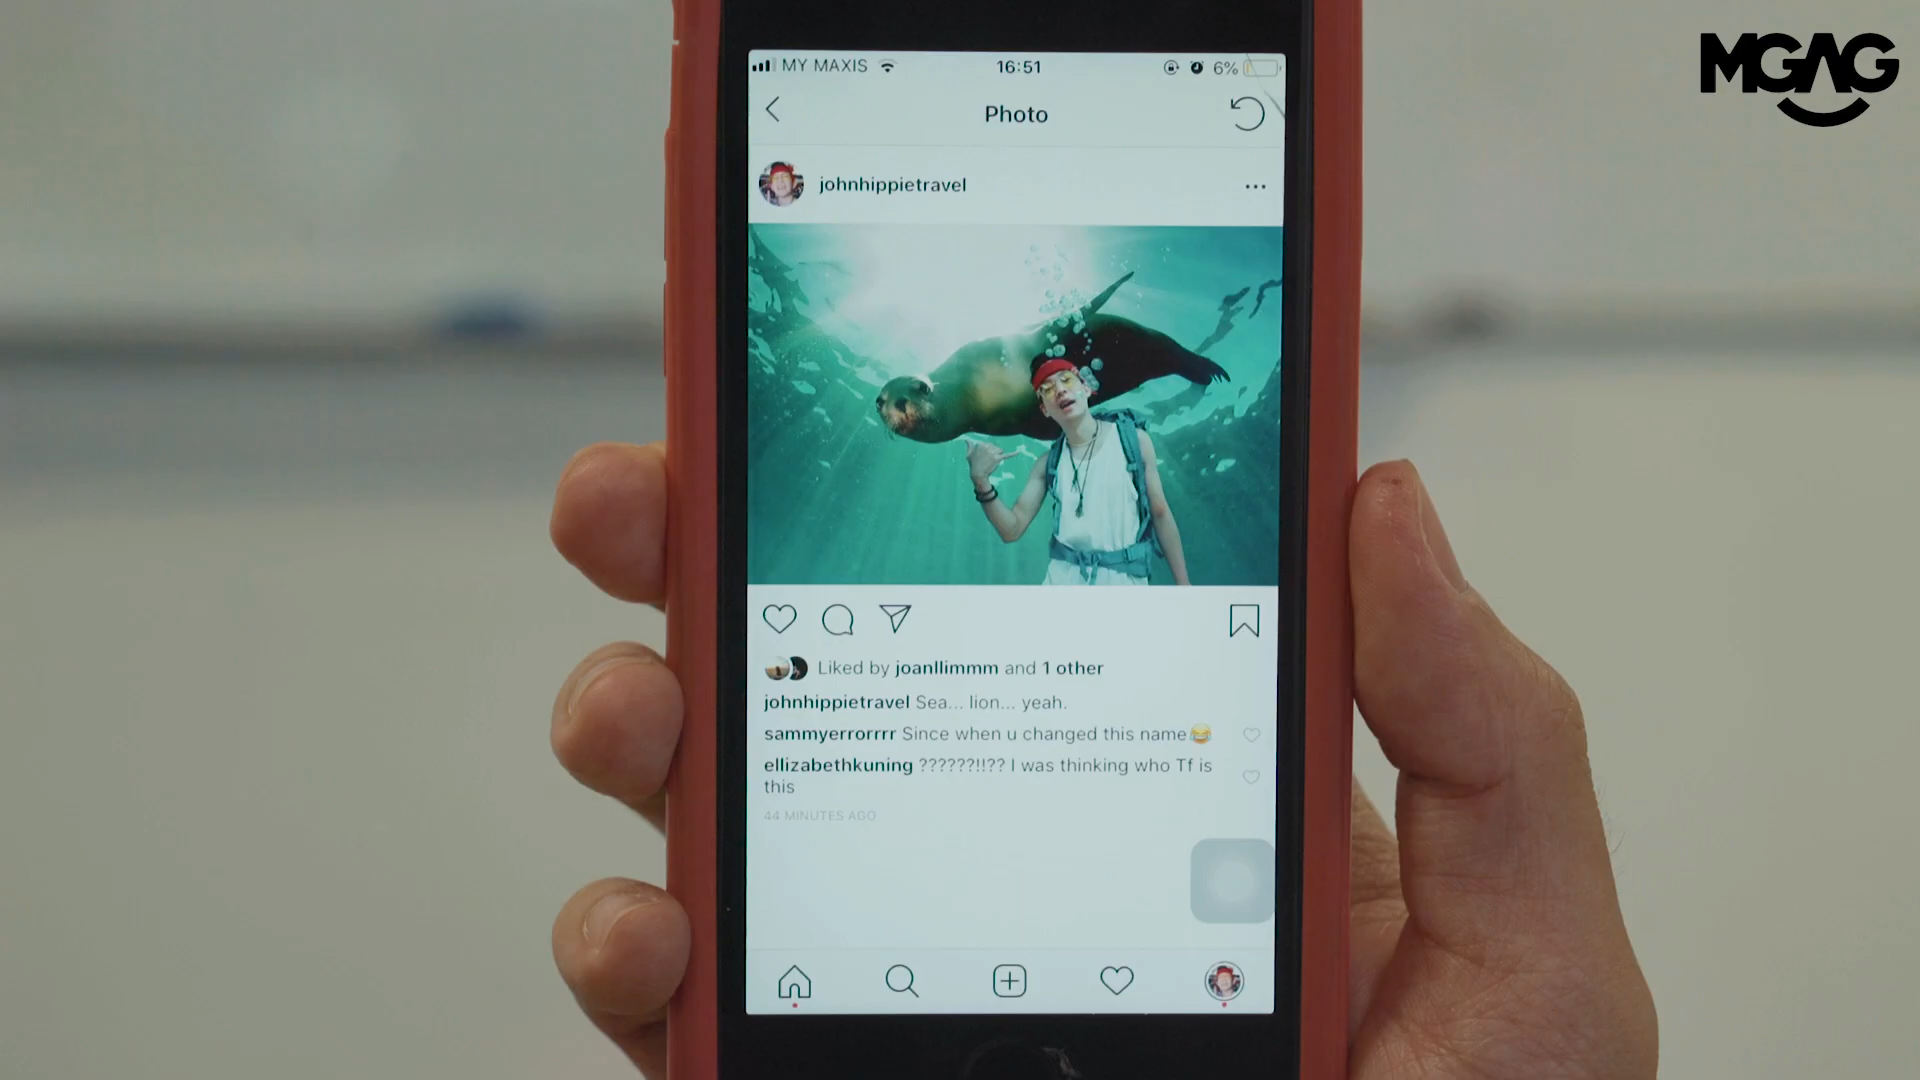 MGAG
MY MAXIS 16:51 6%
Photo
johnhippietravel
Liked by joanllimmm and 1 other
johnhippietravel Sea... lion... yeah.
sammyerrorrrr Since when u changed this name😂
ellizabethkuning ??????!!?? I was thinking who Tf is
this
44 MINUTES AGO